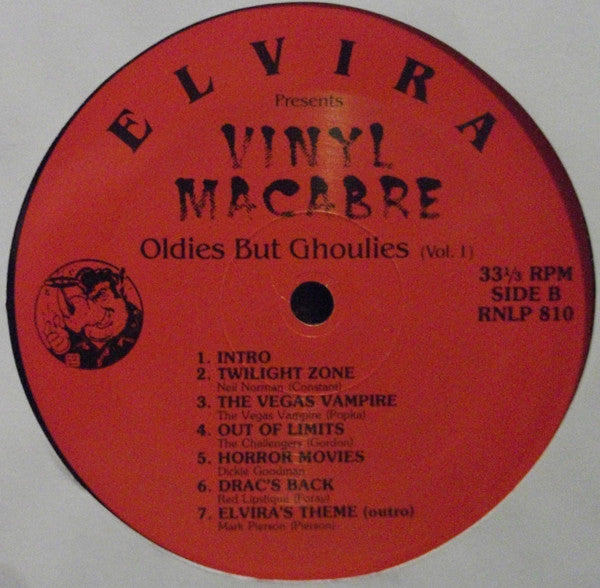 ELVIRA
Presents
VINYL
MACABRE
Oldies But Ghoulies (Vol. 1)
33⅓ RPM
SIDE B
RNLP 810
1. INTRO
2. TWILIGHT ZONE
Neil Norman (Constant)
3. THE VEGAS VAMPIRE
The Vegas Vampire (Popka)
4. OUT OF LIMITS
The Challengers (Gordon)
5. HORROR MOVIES
Dickie Goodman
6. DRAC'S BACK
Red Lipstique (Foray)
7. ELVIRA'S THEME (outro)
Mark Pierson (Pierson)